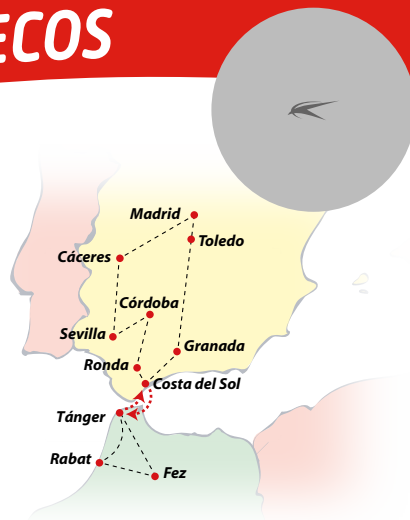 ECOS
Madrid
Toledo
Cáceres
Córdoba
Sevilla
Granada
Ronda
Costa del Sol
Tánger
Rabat
Fez